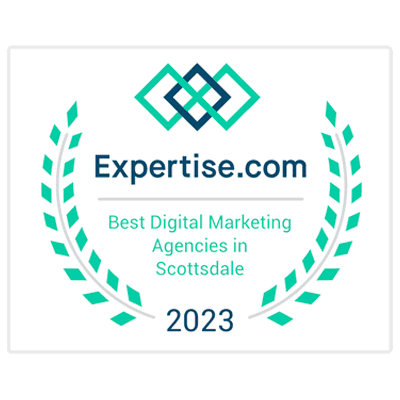 Expertise.com
Best Digital Marketing
Agencies in
Scottsdale
2023